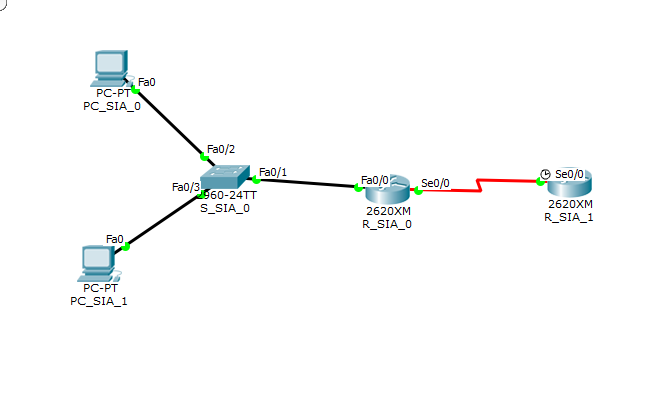 Fa0
PC-PT
PC_SIA_0
Fa0/2
Fa0/1
Fa0/3
2960-24TT
S_SIA_0
Fa0/0
Se0/0
2620XM
R_SIA_0
Se0/0
2620XM
R_SIA_1
Fa0
PC-PT
PC_SIA_1